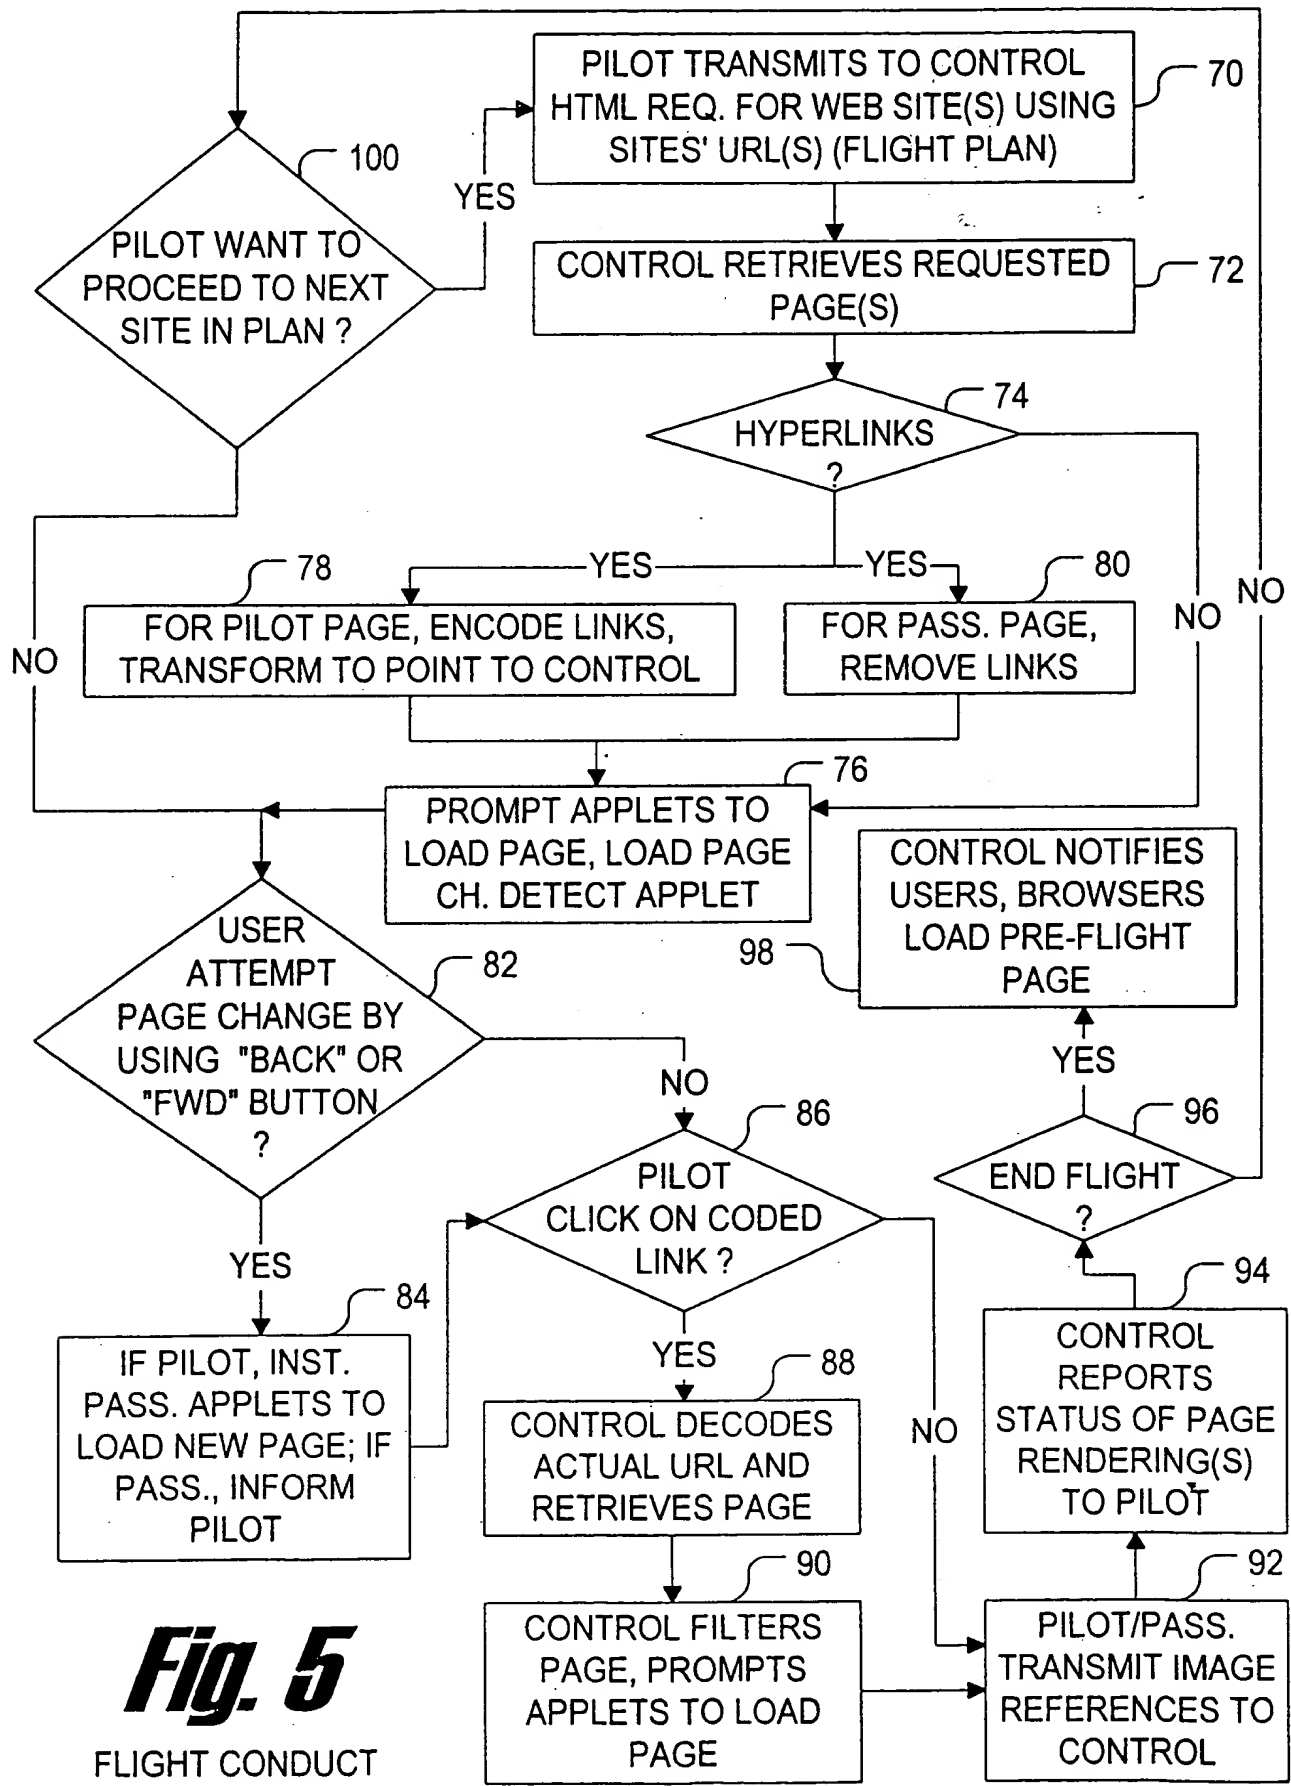 PILOT TRANSMITS TO CONTROL
HTML REQ. FOR WEB SITE(S) USING
SITES' URL(S) (FLIGHT PLAN)
70
100
YES
PILOT WANT TO
PROCEED TO NEXT
SITE IN PLAN ?
CONTROL RETRIEVES REQUESTED
PAGE(S)
72
74
HYPERLINKS
?
YES
YES
78
80
NO
NO
NO
FOR PILOT PAGE, ENCODE LINKS,
TRANSFORM TO POINT TO CONTROL
FOR PASS. PAGE,
REMOVE LINKS
76
PROMPT APPLETS TO
LOAD PAGE, LOAD PAGE
CH. DETECT APPLET
CONTROL NOTIFIES
USERS, BROWSERS
LOAD PRE-FLIGHT
PAGE
98
USER
ATTEMPT
PAGE CHANGE BY
USING "BACK" OR
"FWD" BUTTON
?
82
NO
YES
86
96
PILOT
CLICK ON CODED
LINK ?
END FLIGHT
?
YES
84
94
IF PILOT, INST.
PASS. APPLETS TO
LOAD NEW PAGE; IF
PASS., INFORM
PILOT
YES
88
NO
CONTROL DECODES
ACTUAL URL AND
RETRIEVES PAGE
CONTROL
REPORTS
STATUS OF PAGE
RENDERING(S)
TO PILOT
90
92
CONTROL FILTERS
PAGE, PROMPTS
APPLETS TO LOAD
PAGE
PILOT/PASS.
TRANSMIT IMAGE
REFERENCES TO
CONTROL
Fig. 5
FLIGHT CONDUCT